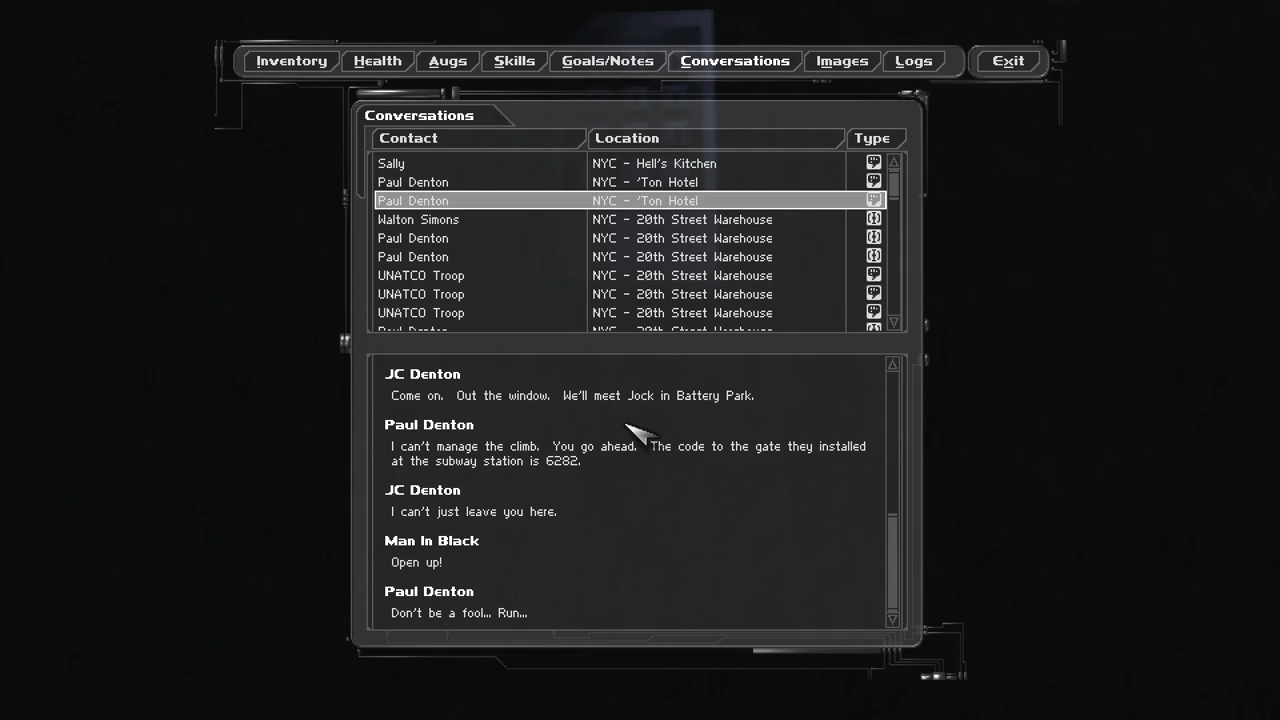 Inventory Health Augs Skills Goals/Notes Conversations Images Logs Exit
Conversations
Contact Location Type
Sally NYC - Hell's Kitchen
Paul Denton NYC - 'Ton Hotel
Paul Denton NYC - 'Ton Hotel
Walton Simons NYC - 20th Street Warehouse
Paul Denton NYC - 20th Street Warehouse
Paul Denton NYC - 20th Street Warehouse
UNATCO Troop NYC - 20th Street Warehouse
UNATCO Troop NYC - 20th Street Warehouse
UNATCO Troop NYC - 20th Street Warehouse
Paul Denton NYC - 20th Street Warehouse
JC Denton
Come on. Out the window. We'll meet Jock in Battery Park.
Paul Denton
I can't manage the climb. You go ahead. The code to the gate they installed
at the subway station is 6282.
JC Denton
I can't just leave you here.
Man In Black
Open up!
Paul Denton
Don't be a fool... Run...